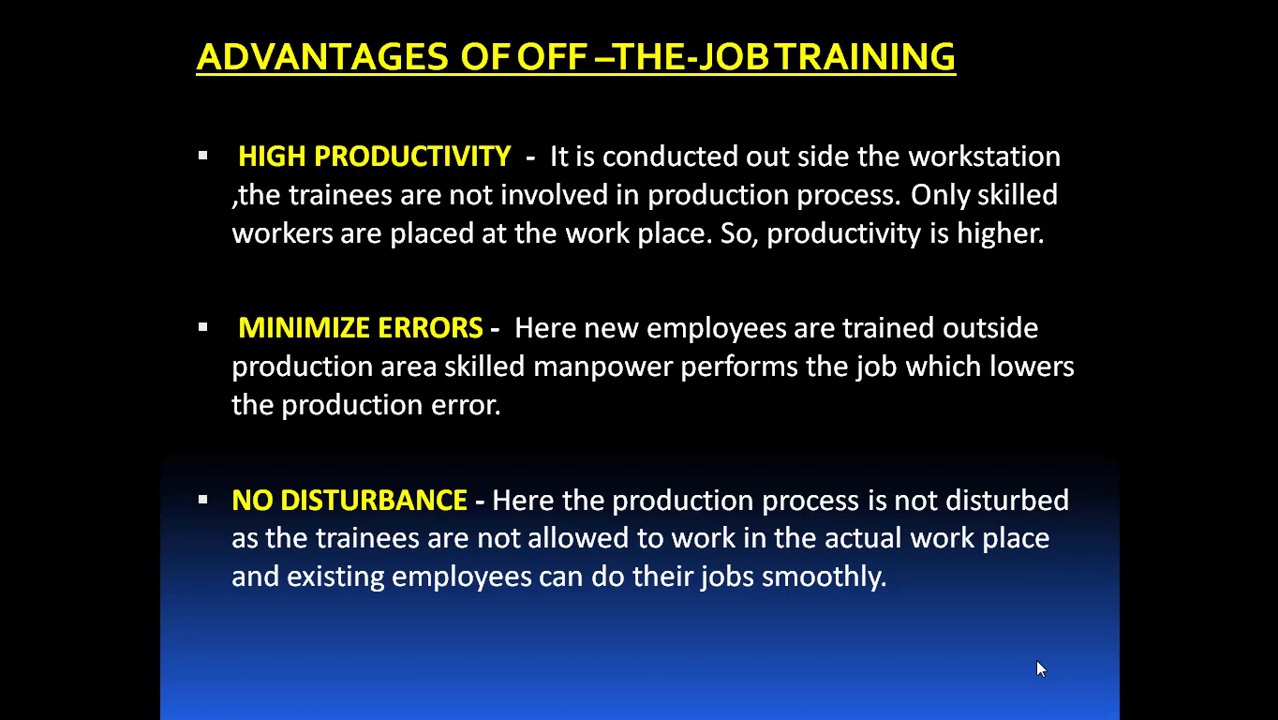 ADVANTAGES OF OFF –THE-JOB TRAINING
▪ HIGH PRODUCTIVITY - It is conducted out side the workstation
,the trainees are not involved in production process. Only skilled
workers are placed at the work place. So, productivity is higher.
▪ MINIMIZE ERRORS - Here new employees are trained outside
production area skilled manpower performs the job which lowers
the production error.
▪ NO DISTURBANCE - Here the production process is not disturbed
as the trainees are not allowed to work in the actual work place
and existing employees can do their jobs smoothly.